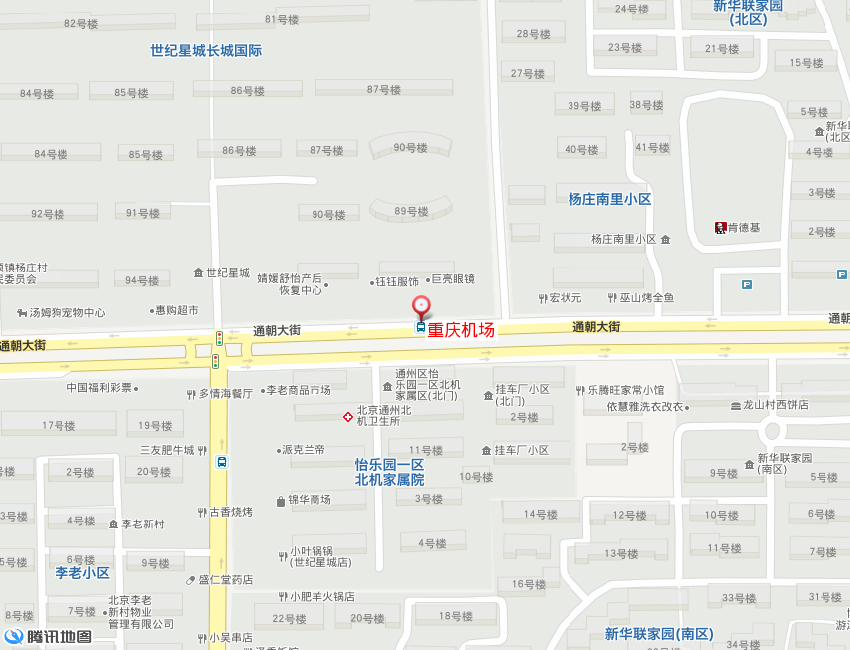 82号楼
81号楼
24号楼
新华联家园
(北区)
世纪星城长城国际
28号楼
23号楼
21号楼
15号楼
27号楼
84号楼
85号楼
86号楼
87号楼
39号楼
38号楼
5号楼
新华联
(北区)
84号楼
85号楼
86号楼
87号楼
90号楼
40号楼
41号楼
4号楼
3号楼
杨庄南里小区
92号楼
91号楼
90号楼
89号楼
肯德基
2号楼
杨庄南里小区
镇杨庄村
委员会
94号楼
世纪星城
婧媛舒怡产后
恢复中心
钰钰服饰
巨亮眼镜
P
P
宏状元
巫山烤全鱼
汤姆狗宠物中心
惠购超市
重庆机场
通朝大街
通朝大街
通朝
通朝大街
中国福利彩票
多情海餐厅
李老商品市场
通州区怡
乐园一区北机
家属区(北门)
挂车厂小区
(北门)
乐腾旺家常小馆
依慧雅洗衣改衣
龙山村西饼店
17号楼
19号楼
北京通州北
机卫生所
2号楼
三友肥牛城
派克兰帝
11号楼
挂车厂小区
2号楼
新华联家园
(南区)
怡乐园一区
北机家属院
2号楼
20号楼
10号楼
9号楼
5号楼
3号楼
锦华商场
3号楼
4号楼
李老新村
古香烧烤
14号楼
12号楼
10号楼
6号楼
4号楼
5号楼
6号楼
9号楼
小叶锅锅
(世纪星城店)
13号楼
11号楼
7号楼
李老小区
盛仁堂药店
16号楼
小肥羊火锅店
33号楼
31号楼
8号楼
7号楼
北京李老
新村物业
管理有限公司
22号楼
20号楼
18号楼
小吴串店
新华联家园(南区)
34号楼
腾讯地图